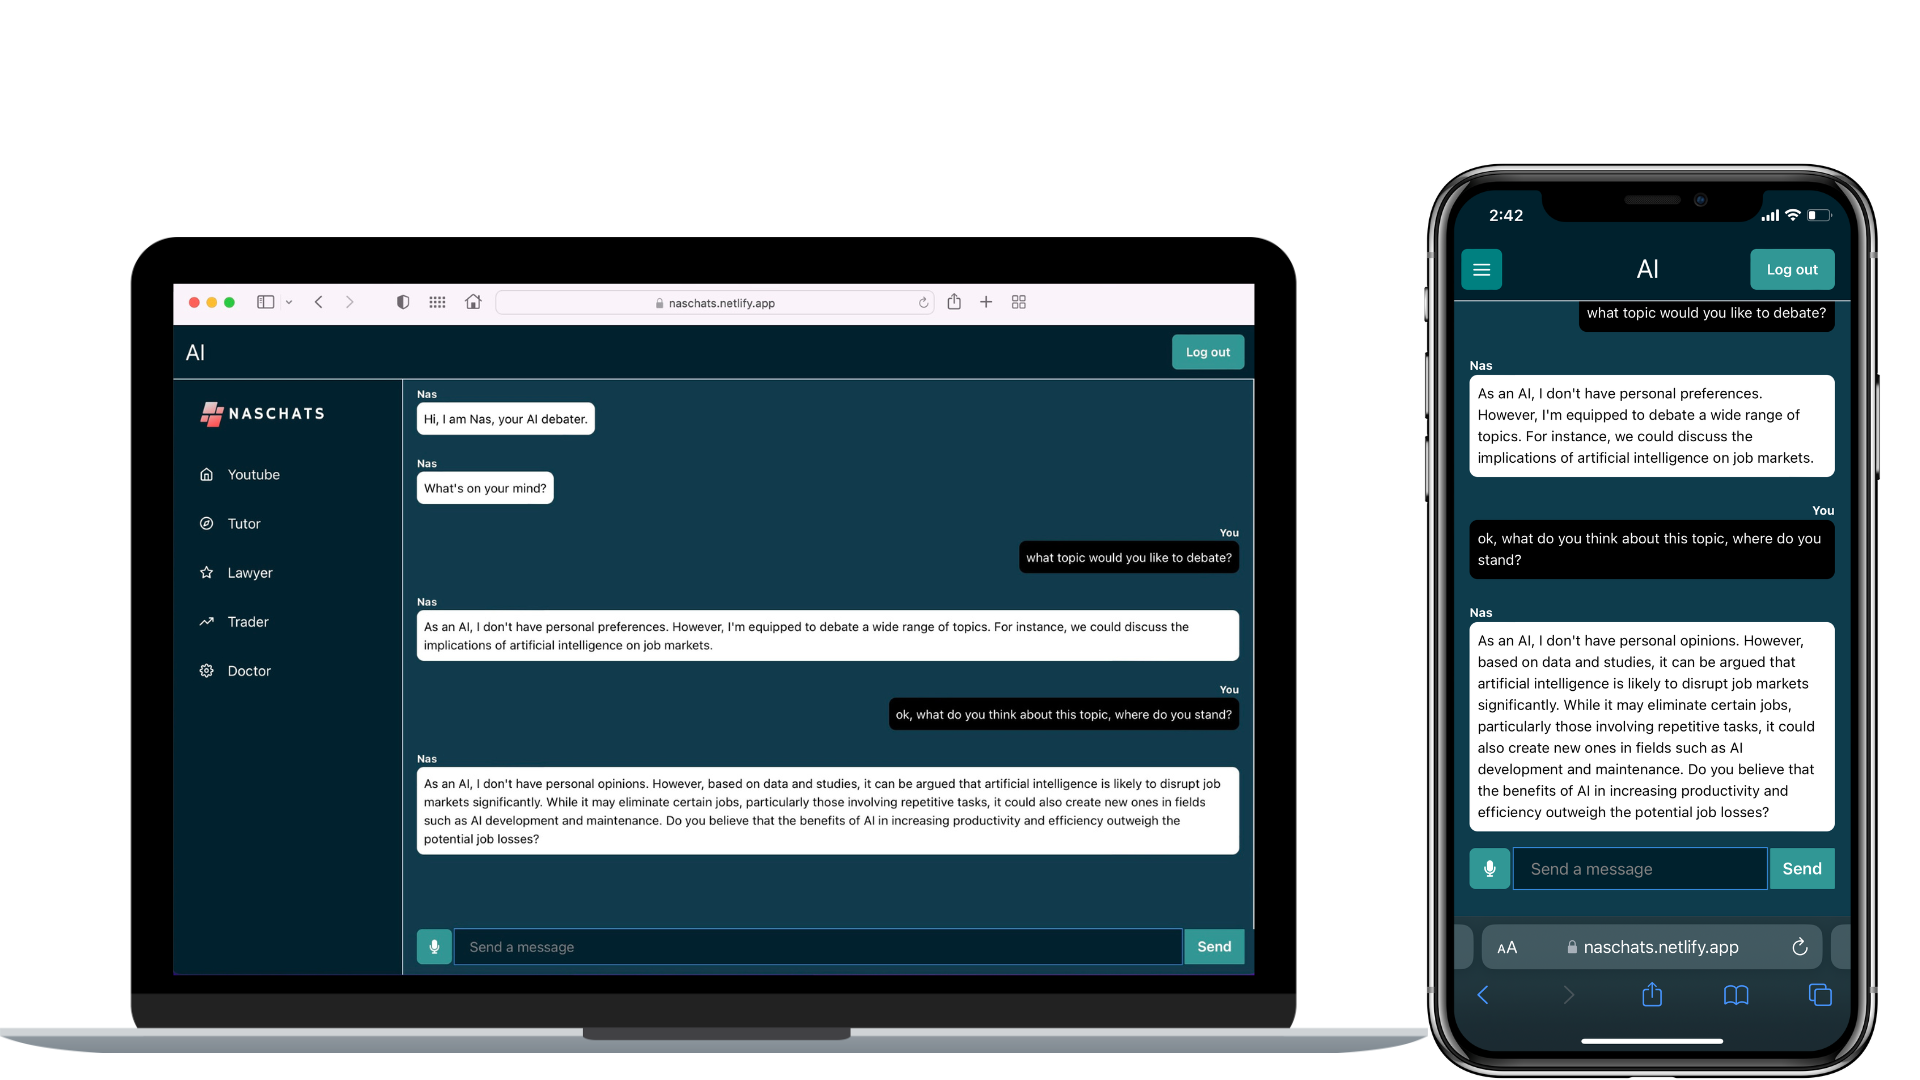 naschats.netlify.app
AI
Log out
NASCHATS
Youtube
Tutor
Lawyer
Trader
Doctor
Nas
Hi, I am Nas, your AI debater.
Nas
What's on your mind?
You
what topic would you like to debate?
Nas
As an AI, I don't have personal preferences. However, I'm equipped to debate a wide range of topics. For instance, we could discuss the
implications of artificial intelligence on job markets.
You
ok, what do you think about this topic, where do you stand?
Nas
As an AI, I don't have personal opinions. However, based on data and studies, it can be argued that artificial intelligence is likely to disrupt job
markets significantly. While it may eliminate certain jobs, particularly those involving repetitive tasks, it could also create new ones in fields
such as AI development and maintenance. Do you believe that the benefits of AI in increasing productivity and efficiency outweigh the
potential job losses?
Send a message
Send
2:42
AI
Log out
what topic would you like to debate?
Nas
As an AI, I don't have personal preferences.
However, I'm equipped to debate a wide range of
topics. For instance, we could discuss the
implications of artificial intelligence on job markets.
You
ok, what do you think about this topic, where do you
stand?
Nas
As an AI, I don't have personal opinions. However,
based on data and studies, it can be argued that
artificial intelligence is likely to disrupt job markets
significantly. While it may eliminate certain jobs,
particularly those involving repetitive tasks, it could
also create new ones in fields such as AI
development and maintenance. Do you believe that
the benefits of AI in increasing productivity and
efficiency outweigh the potential job losses?
Send a message
Send
AA
naschats.netlify.app